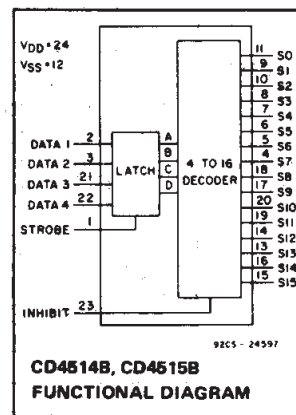 VDD = 24
VSS = 12
DATA 1 2
DATA 2 3
DATA 3 21
DATA 4 22
STROBE 1
INHIBIT 23
LATCH
A
B
C
D
4 TO 16
DECODER
11 S0
9 S1
10 S2
8 S3
7 S4
6 S5
5 S6
4 S7
18 S8
17 S9
20 S10
19 S11
14 S12
13 S13
16 S14
15 S15
92CS - 24597
CD4514B, CD4515B
FUNCTIONAL DIAGRAM